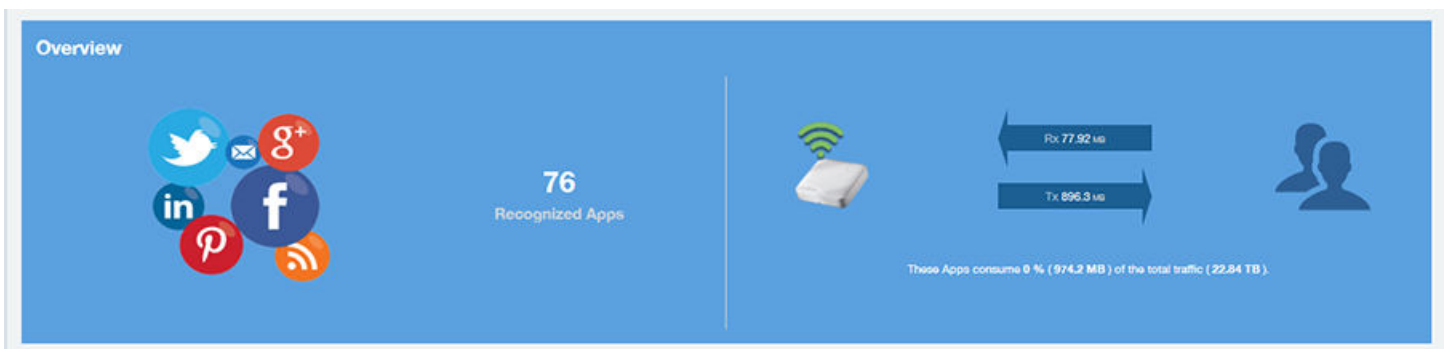 Overview
g+
in
f
76
Recognized Apps
Rx 77.92 MB
Tx 896.3 MB
These Apps consume 0 % ( 974.2 MB ) of the total traffic ( 22.84 TB ).